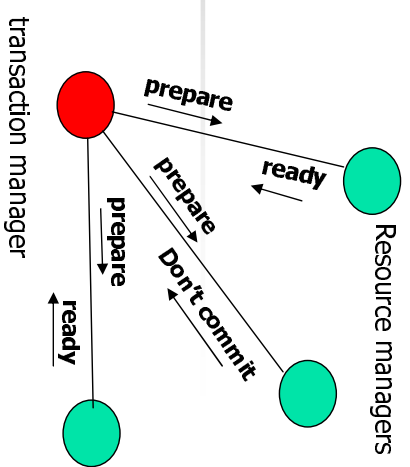 transaction manager
prepare
ready
prepare
Don't commit
prepare
ready
Resource managers